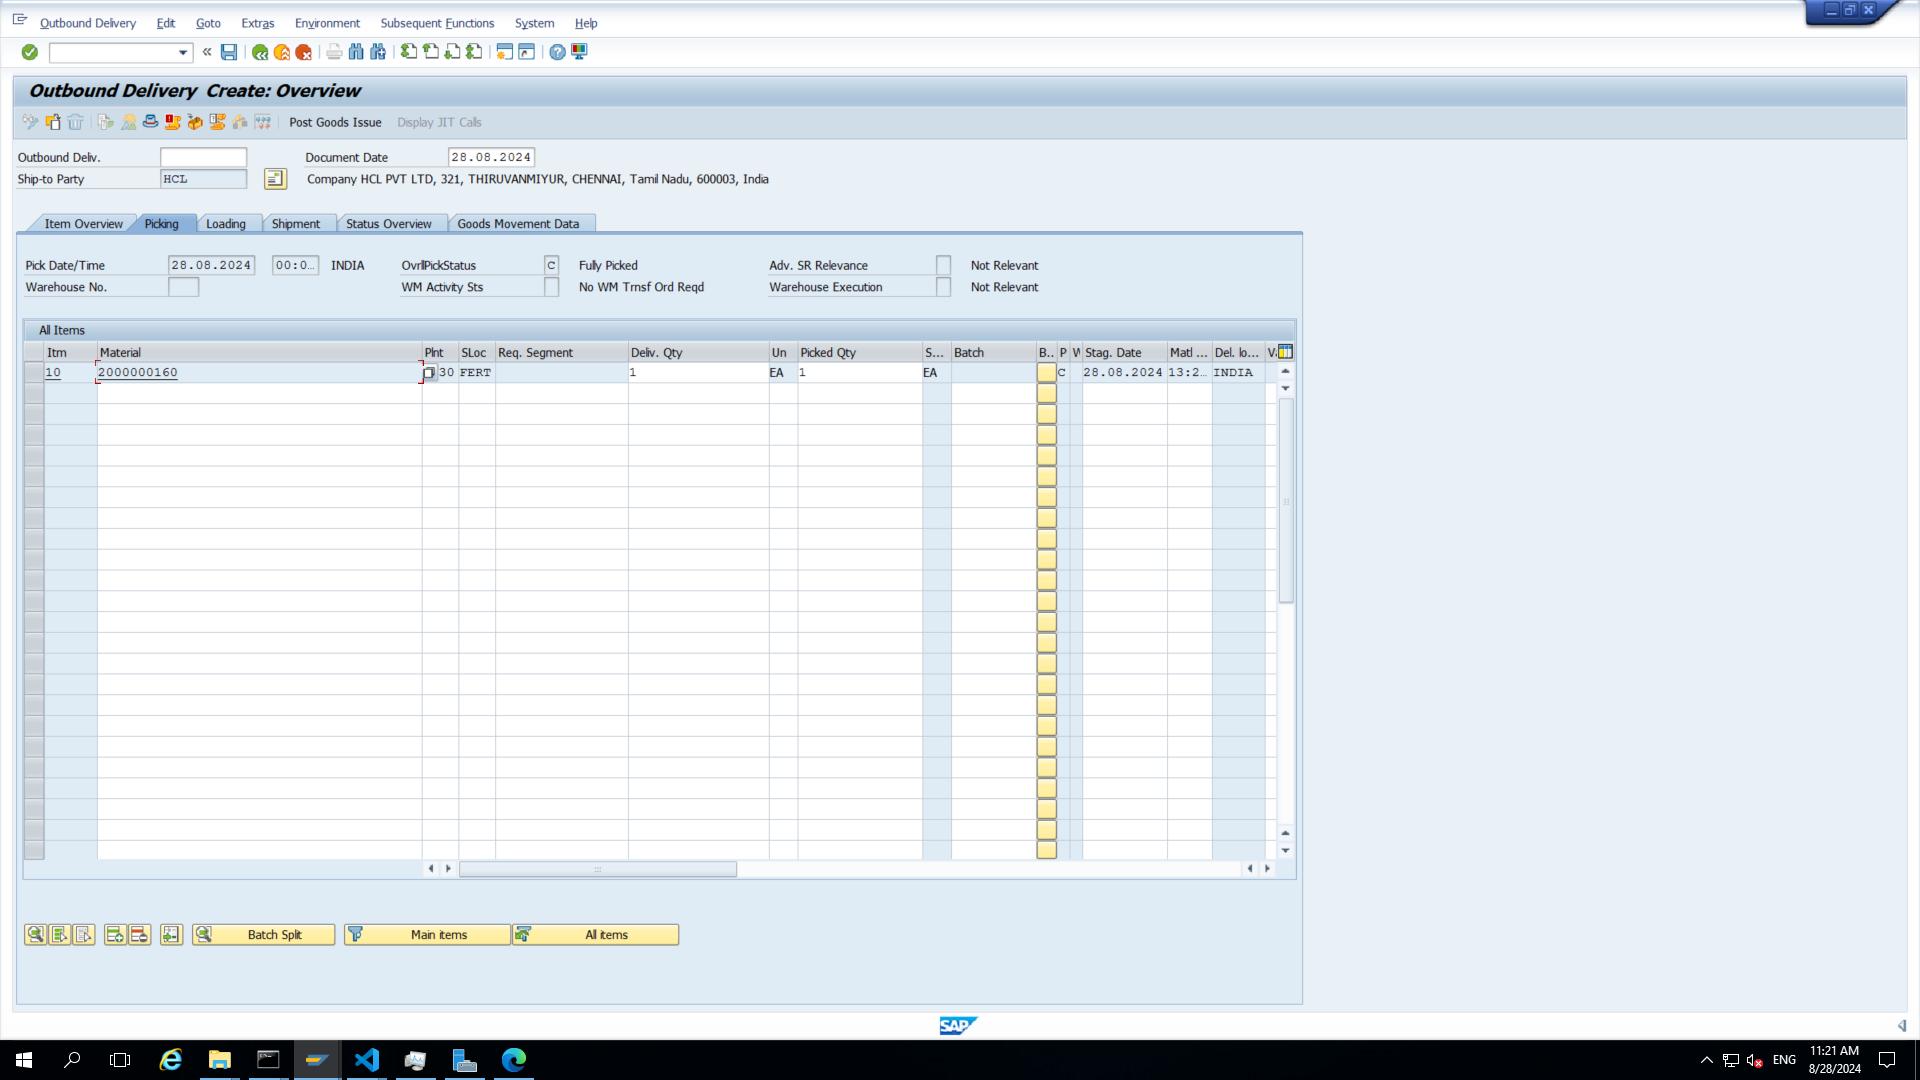 Outbound Delivery Edit Goto Extras Environment Subsequent Functions System Help
Outbound Delivery Create: Overview
Post Goods Issue Display JIT Calls
Outbound Deliv. Document Date 28.08.2024
Ship-to Party HCL Company HCL PVT LTD, 321, THIRUVANMIYUR, CHENNAI, Tamil Nadu, 600003, India
Item Overview Picking Loading Shipment Status Overview Goods Movement Data
Pick Date/Time 28.08.2024 00:0.. INDIA OvrllPickStatus C Fully Picked Adv. SR Relevance Not Relevant
Warehouse No. WM Activity Sts No WM Trnsf Ord Reqd Warehouse Execution Not Relevant
All Items
Itm Material Plnt SLoc Req. Segment Deliv. Qty Un Picked Qty S... Batch B.. P W Stag. Date Matl ... Del. lo...
10 2000000160 30 FERT 1 EA 1 EA C 28.08.2024 13:2.. INDIA
Batch Split Main items All items
SAP
ENG 11:21 AM
8/28/2024